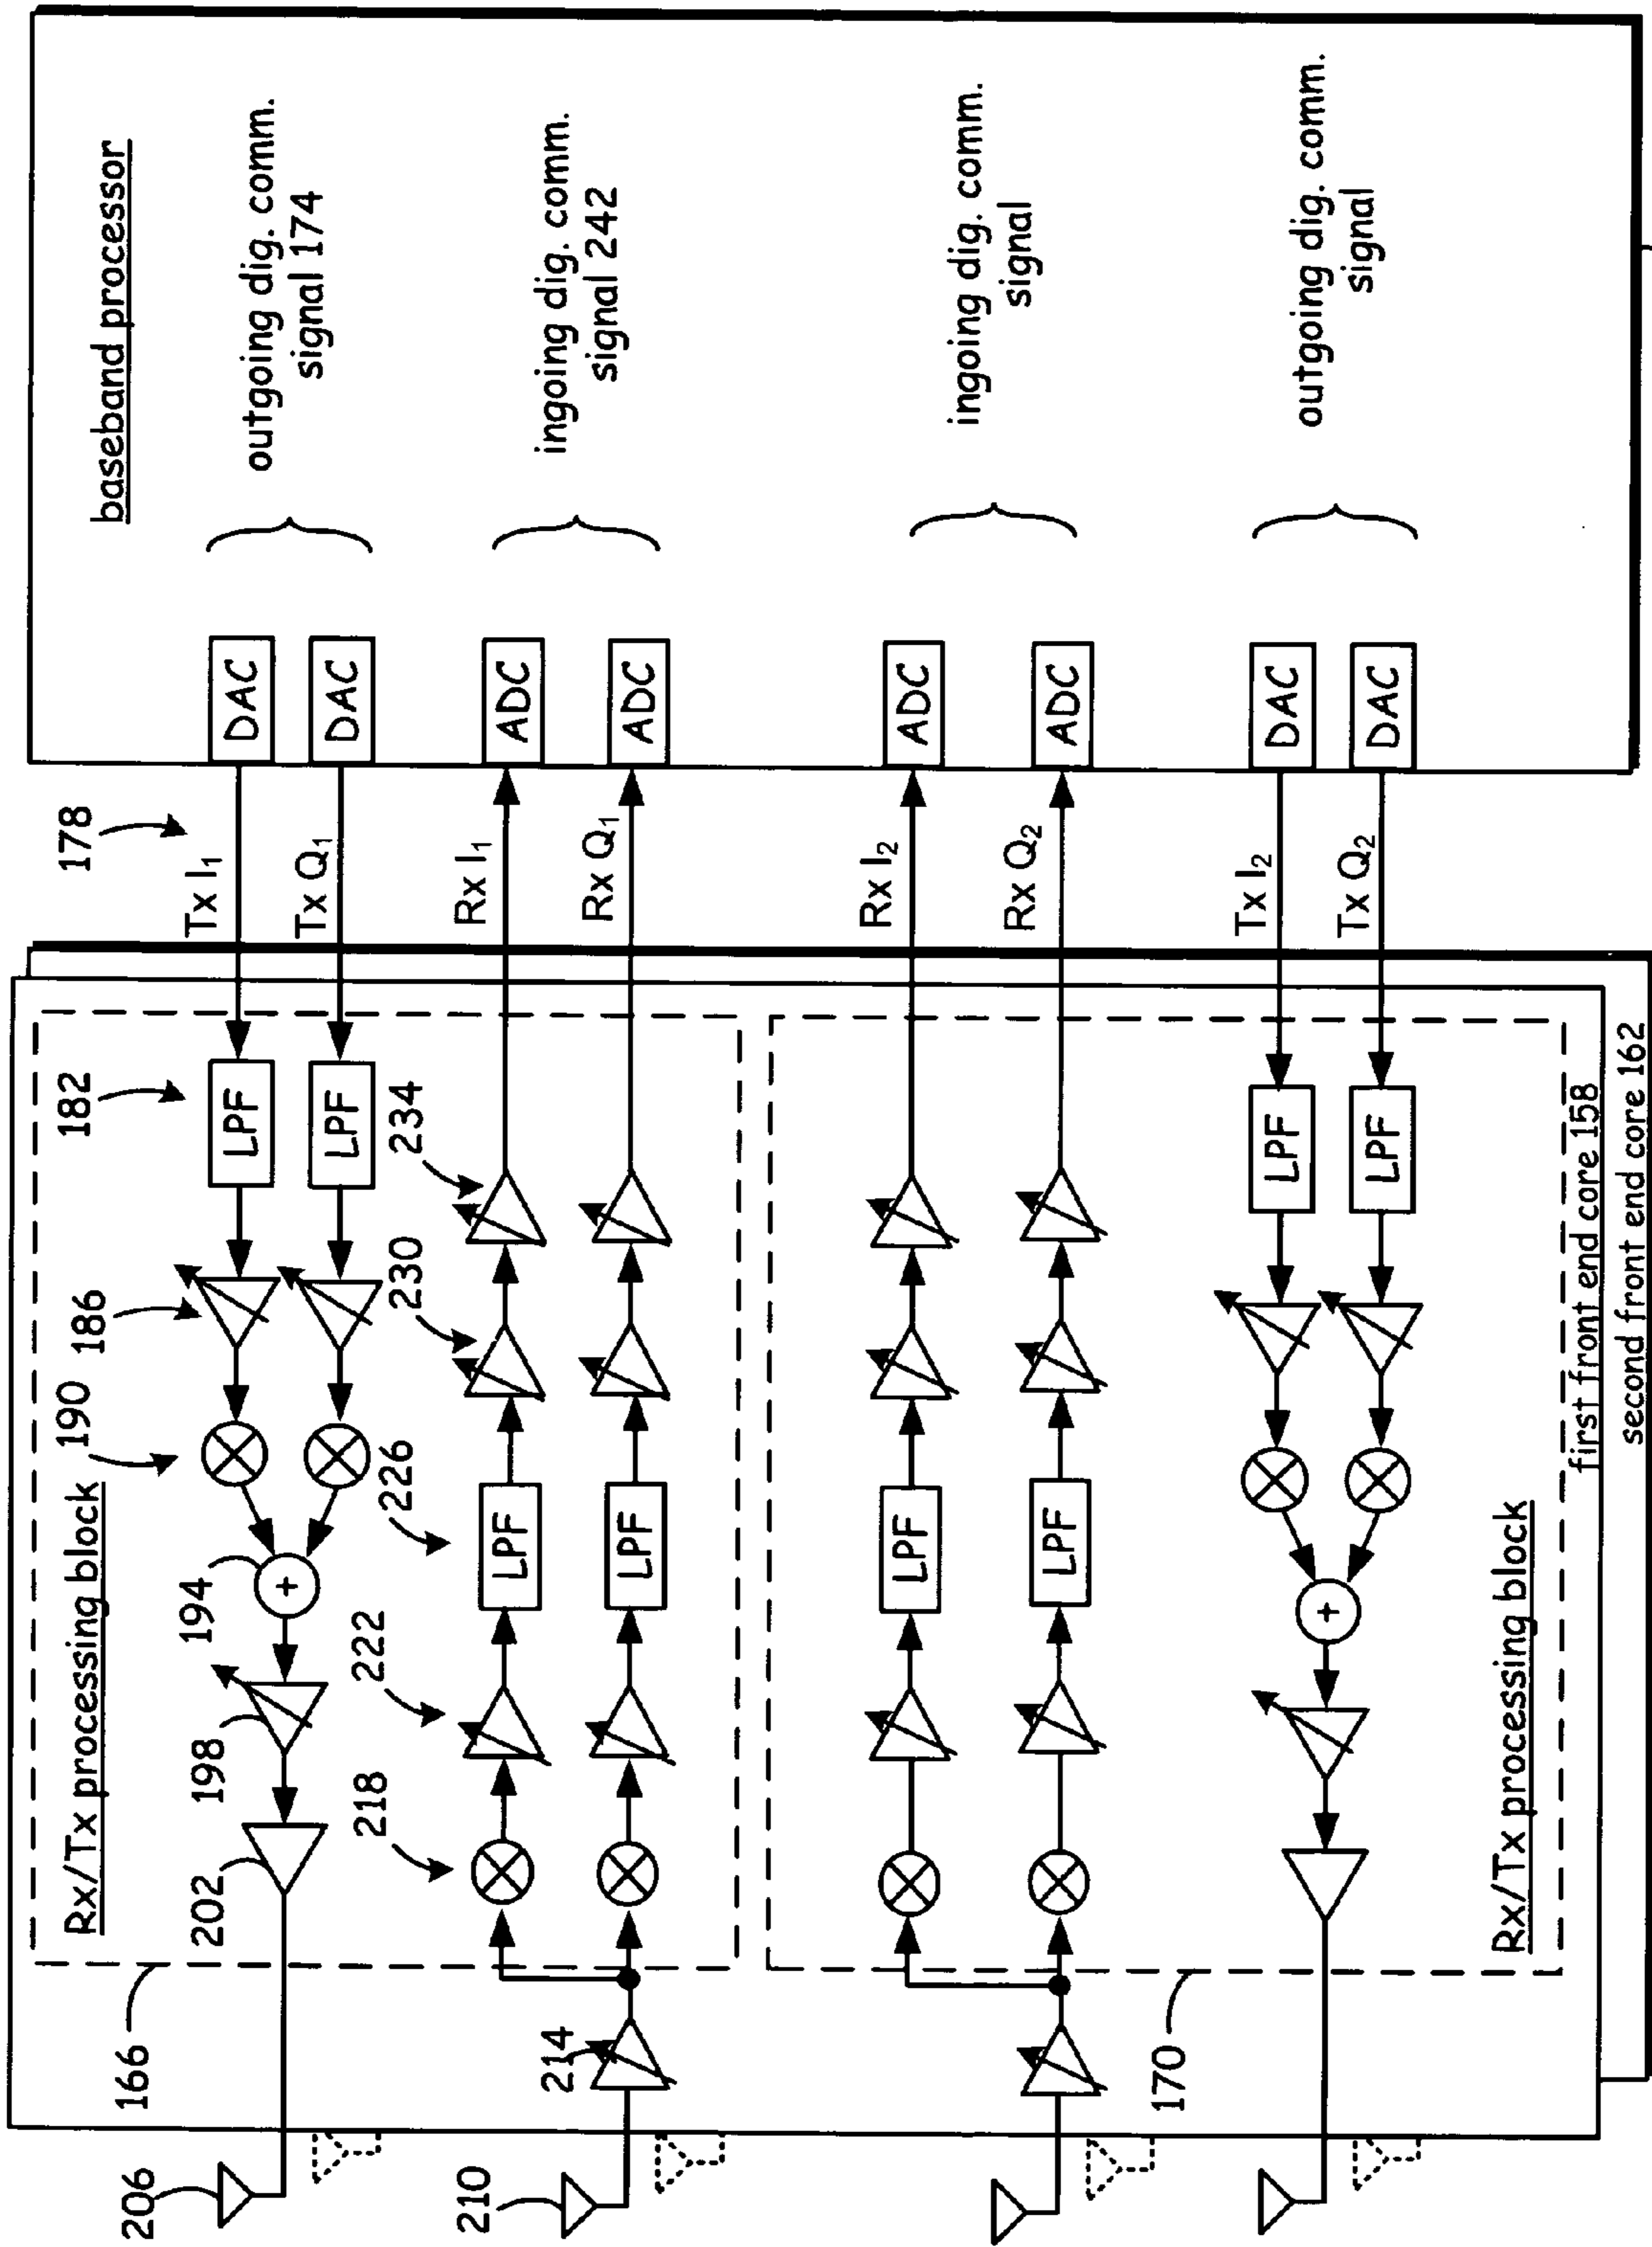 baseband processor
outgoing dig. comm.
signal 174
ingoing dig. comm.
signal 242
ingoing dig. comm.
signal
outgoing dig. comm.
signal
DAC
DAC
ADC
ADC
ADC
ADC
DAC
DAC
178
Tx I₁
Tx Q₁
Rx I₁
Rx Q₁
Rx I₂
Rx Q₂
Tx I₂
Tx Q₂
182
LPF
LPF
234
LPF
LPF
186
230
190
226
Rx/Tx processing block
LPF
LPF
LPF
LPF
194
+
222
198
218
202
+
Rx/Tx processing block
first front end core 158
second front end core 162
166
214
170
206
210